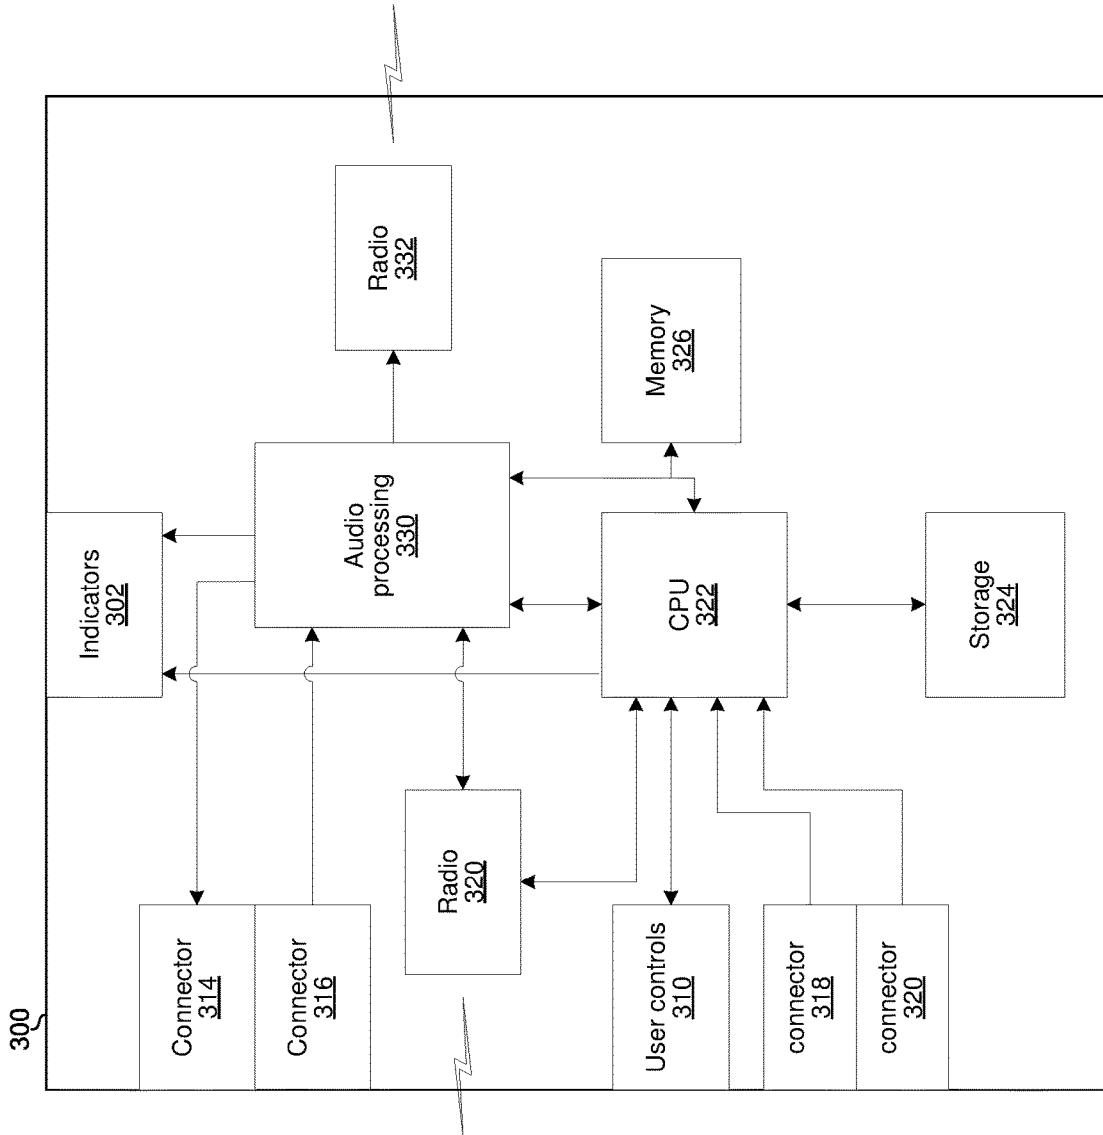 300
Indicators
302
Connector
314
Connector
316
Audio
processing
330
Radio
332
Radio
320
User controls
310
CPU
322
Memory
326
connector
318
connector
320
Storage
324